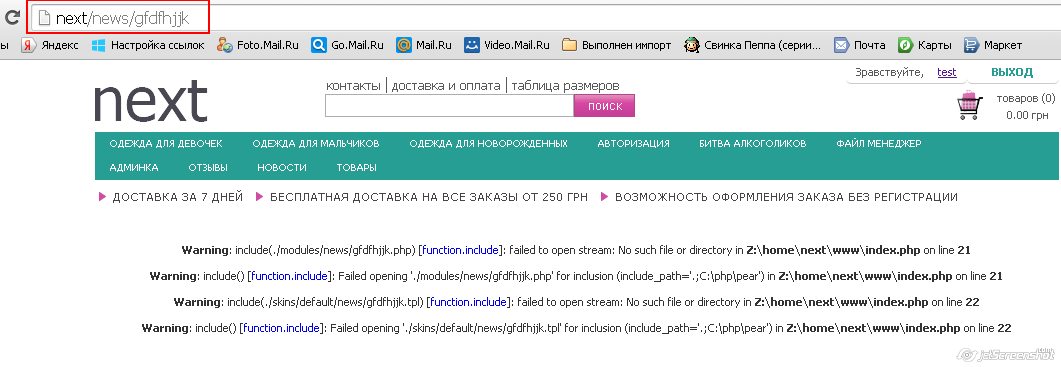 next/news/gfdfhjjk
ы Яндекс Настройка ссылок Foto.Mail.Ru Go.Mail.Ru Mail.Ru Video.Mail.Ru Выполнен импорт Свинка Пеппа (серии... Почта Карты Маркет
Зравствуйте, test ВЫХОД
next
контакты | доставка и оплата | таблица размеров
поиск
товаров (0)
0.00 грн
ОДЕЖДА ДЛЯ ДЕВОЧЕК ОДЕЖДА ДЛЯ МАЛЬЧИКОВ ОДЕЖДА ДЛЯ НОВОРОЖДЕННЫХ АВТОРИЗАЦИЯ БИТВА АЛКОГОЛИКОВ ФАЙЛ МЕНЕДЖЕР
АДМИНКА ОТЗЫВЫ НОВОСТИ ТОВАРЫ
ДОСТАВКА ЗА 7 ДНЕЙ БЕСПЛАТНАЯ ДОСТАВКА НА ВСЕ ЗАКАЗЫ ОТ 250 ГРН ВОЗМОЖНОСТЬ ОФОРМЛЕНИЯ ЗАКАЗА БЕЗ РЕГИСТРАЦИИ
Warning: include(./modules/news/gfdfhjjk.php) [function.include]: failed to open stream: No such file or directory in Z:\home\next\www\index.php on line 21
Warning: include() [function.include]: Failed opening './modules/news/gfdfhjjk.php' for inclusion (include_path='.;C:\php\pear') in Z:\home\next\www\index.php on line 21
Warning: include(./skins/default/news/gfdfhjjk.tpl) [function.include]: failed to open stream: No such file or directory in Z:\home\next\www\index.php on line 22
Warning: include() [function.include]: Failed opening './skins/default/news/gfdfhjjk.tpl' for inclusion (include_path='.;C:\php\pear') in Z:\home\next\www\index.php on line 22
jetScreenshot